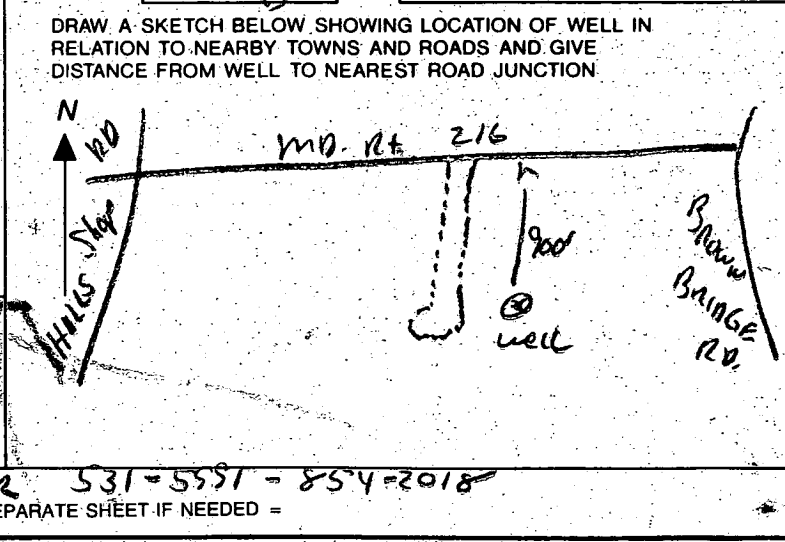 DRAW A SKETCH BELOW SHOWING LOCATION OF WELL IN
RELATION TO NEARBY TOWNS AND ROADS AND GIVE
DISTANCE FROM WELL TO NEAREST ROAD JUNCTION
N
RD
MD. Rt. 216
Shop
900'
BROWN
BRIDGE
RD.
well
531-5591 - 854-2018
EPARATE SHEET IF NEEDED =